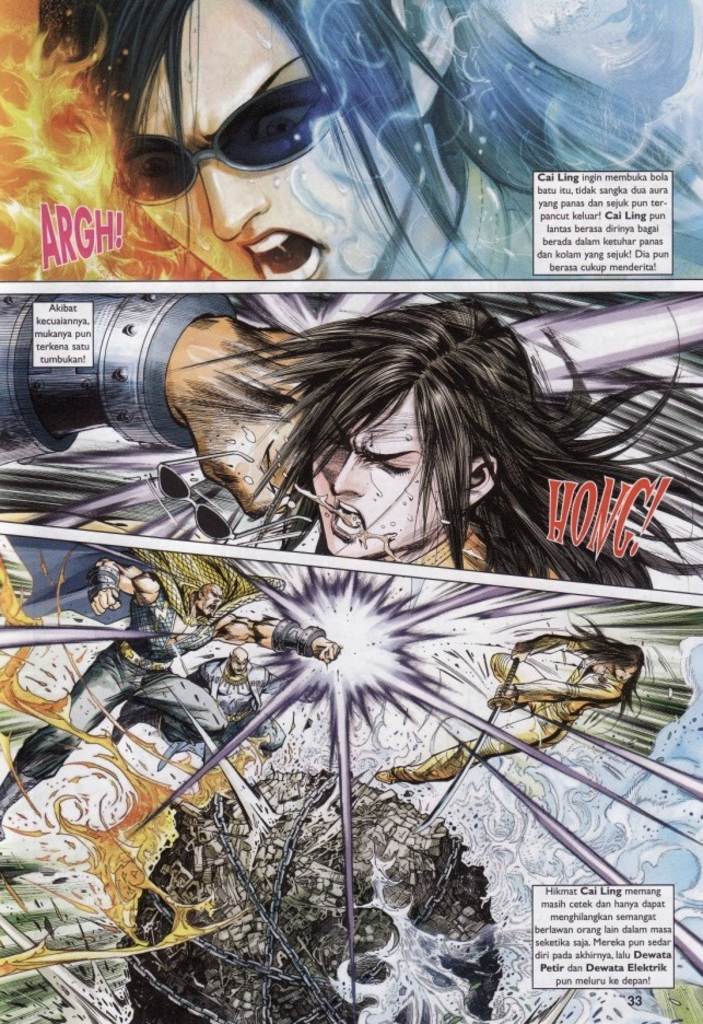 ARGH!
Cai Ling ingin membuka bola
batu itu, tidak sangka dua aura
yang panas dan sejuk pun ter-
pancut keluar! Cai Ling pun
lantas berasa dirinya bagai
berada dalam ketuhar panas
dan kolam yang sejuk! Dia pun
berasa cukup menderita!
Akibat
kecuaiannya,
mukanya pun
terkena satu
tumbukan!
HONG!
Hikmat Cai Ling memang
masih cetek dan hanya dapat
menghilangkan semangat
berlawan orang lain dalam masa
seketika saja. Mereka pun sedar
diri pada akhirnya, lalu Dewata
Petir dan Dewata Elektrik
pun meluru ke depan!
33